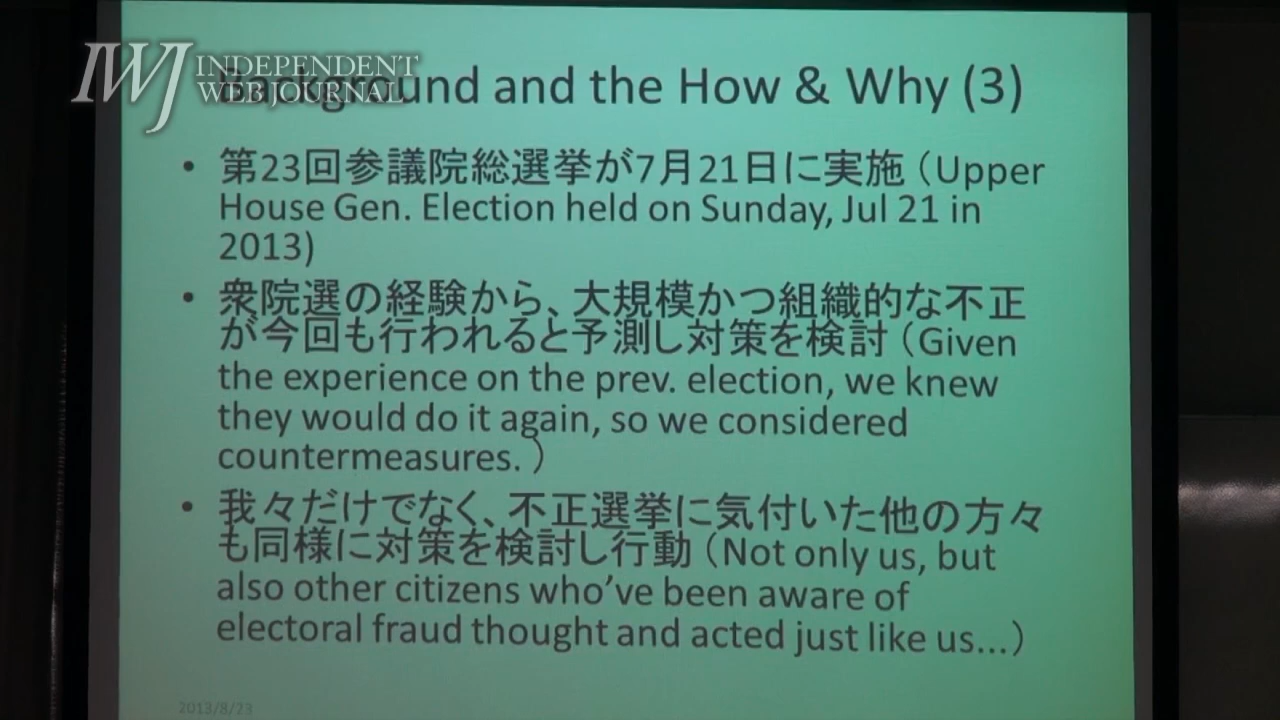 IWJ INDEPENDENT WEB JOURNAL
Background and the How & Why (3)
• 第23回参議院総選挙が7月21日に実施（Upper
House Gen. Election held on Sunday, Jul 21 in
2013)
• 衆院選の経験から、大規模かつ組織的な不正
が今回も行われると予測し対策を検討（Given
the experience on the prev. election, we knew
they would do it again, so we considered
countermeasures. ）
• 我々だけでなく、不正選挙に気付いた他の方々
も同様に対策を検討し行動（Not only us, but
also other citizens who’ve been aware of
electoral fraud thought and acted just like us...）
2013/8/23